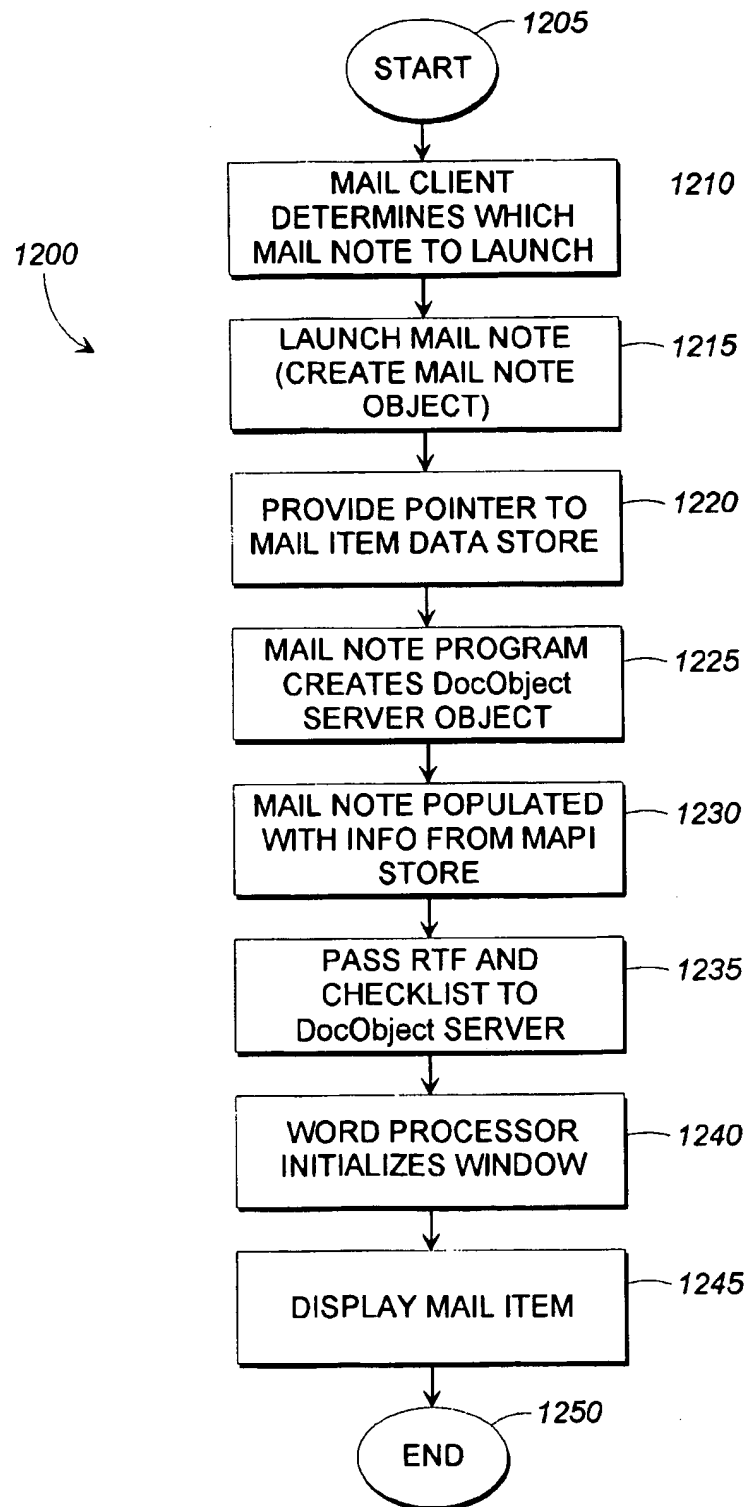 1205
START
MAIL CLIENT
DETERMINES WHICH
MAIL NOTE TO LAUNCH
1210
1200
LAUNCH MAIL NOTE
(CREATE MAIL NOTE
OBJECT)
1215
PROVIDE POINTER TO
MAIL ITEM DATA STORE
1220
MAIL NOTE PROGRAM
CREATES DocObject
SERVER OBJECT
1225
MAIL NOTE POPULATED
WITH INFO FROM MAPI
STORE
1230
PASS RTF AND
CHECKLIST TO
DocObject SERVER
1235
WORD PROCESSOR
INITIALIZES WINDOW
1240
DISPLAY MAIL ITEM
1245
1250
END